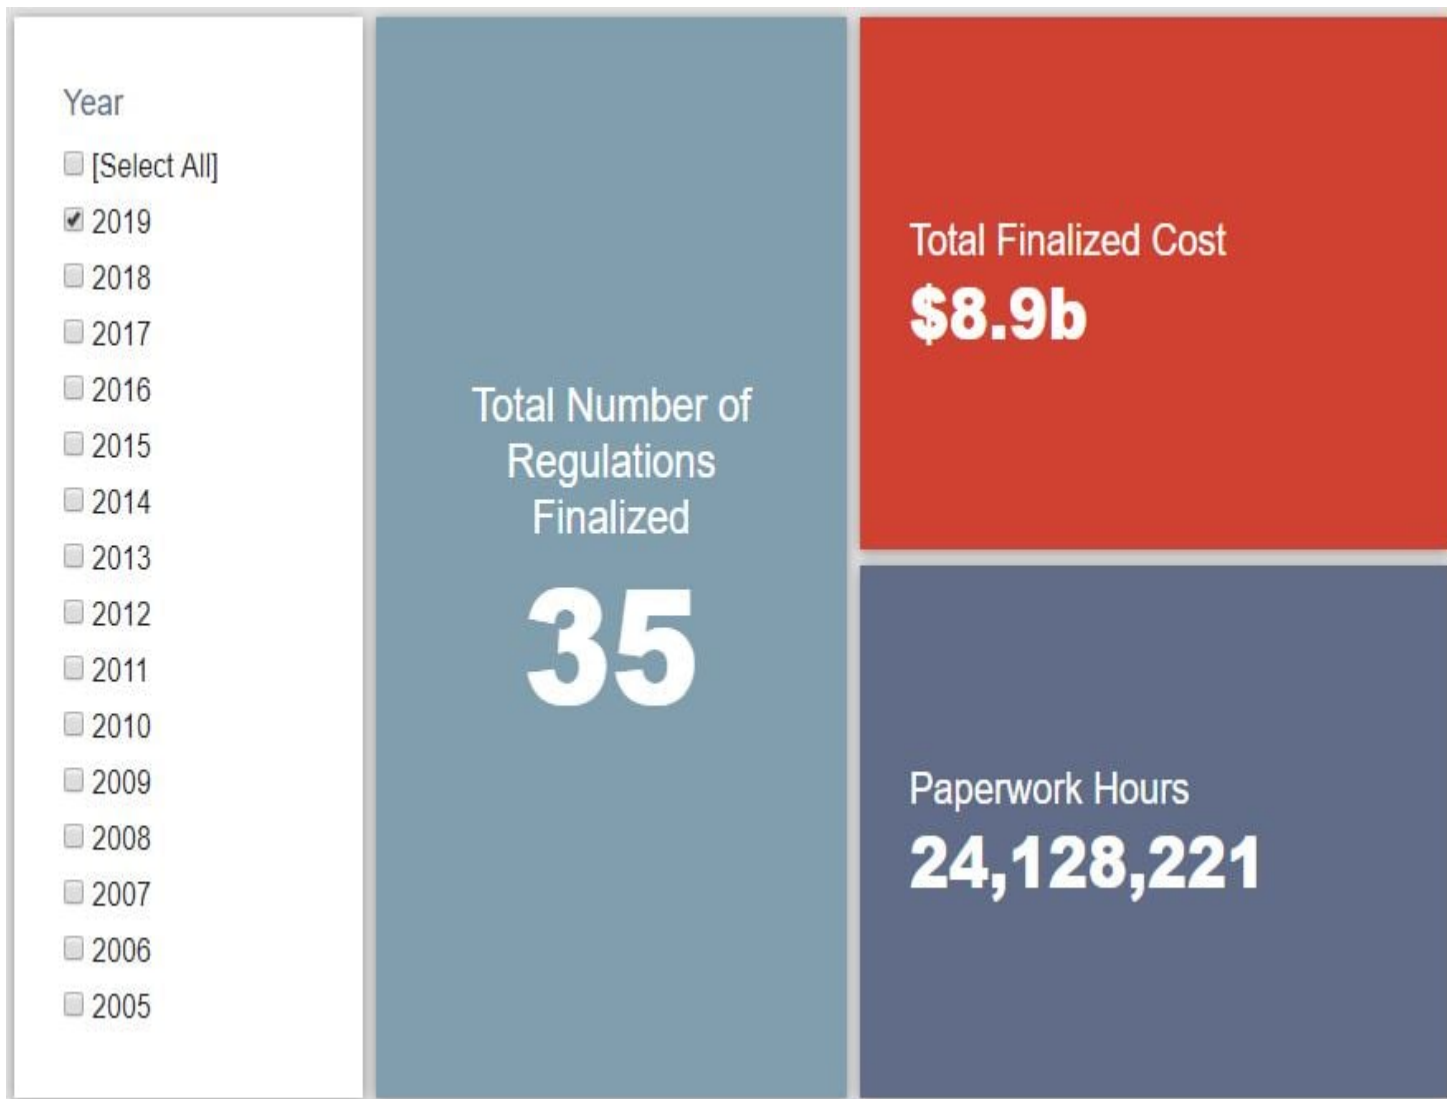 Year
[Select All]
2019
2018
2017
2016
2015
2014
2013
2012
2011
2010
2009
2008
2007
2006
2005
Total Number of
Regulations
Finalized
35
Total Finalized Cost
$8.9b
Paperwork Hours
24,128,221